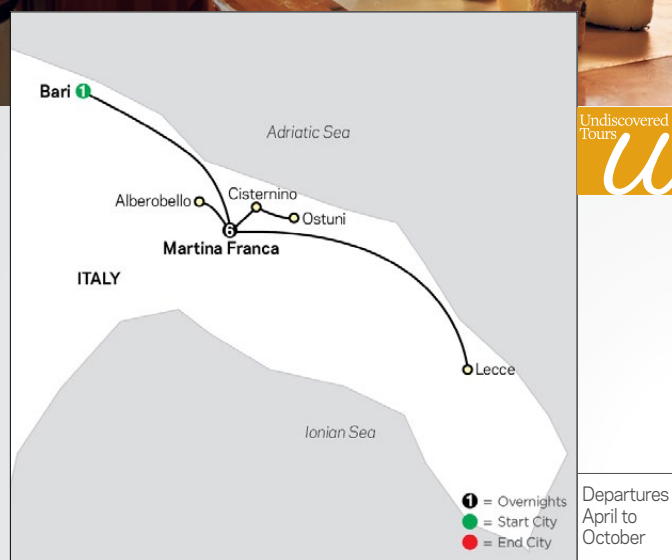 Bari 1
Adriatic Sea
Undiscovered
Tours
u
Alberobello
Cisternino
Ostuni
6
Martina Franca
ITALY
Lecce
Ionian Sea
1 = Overnights
= Start City
= End City
Departures
April to
October